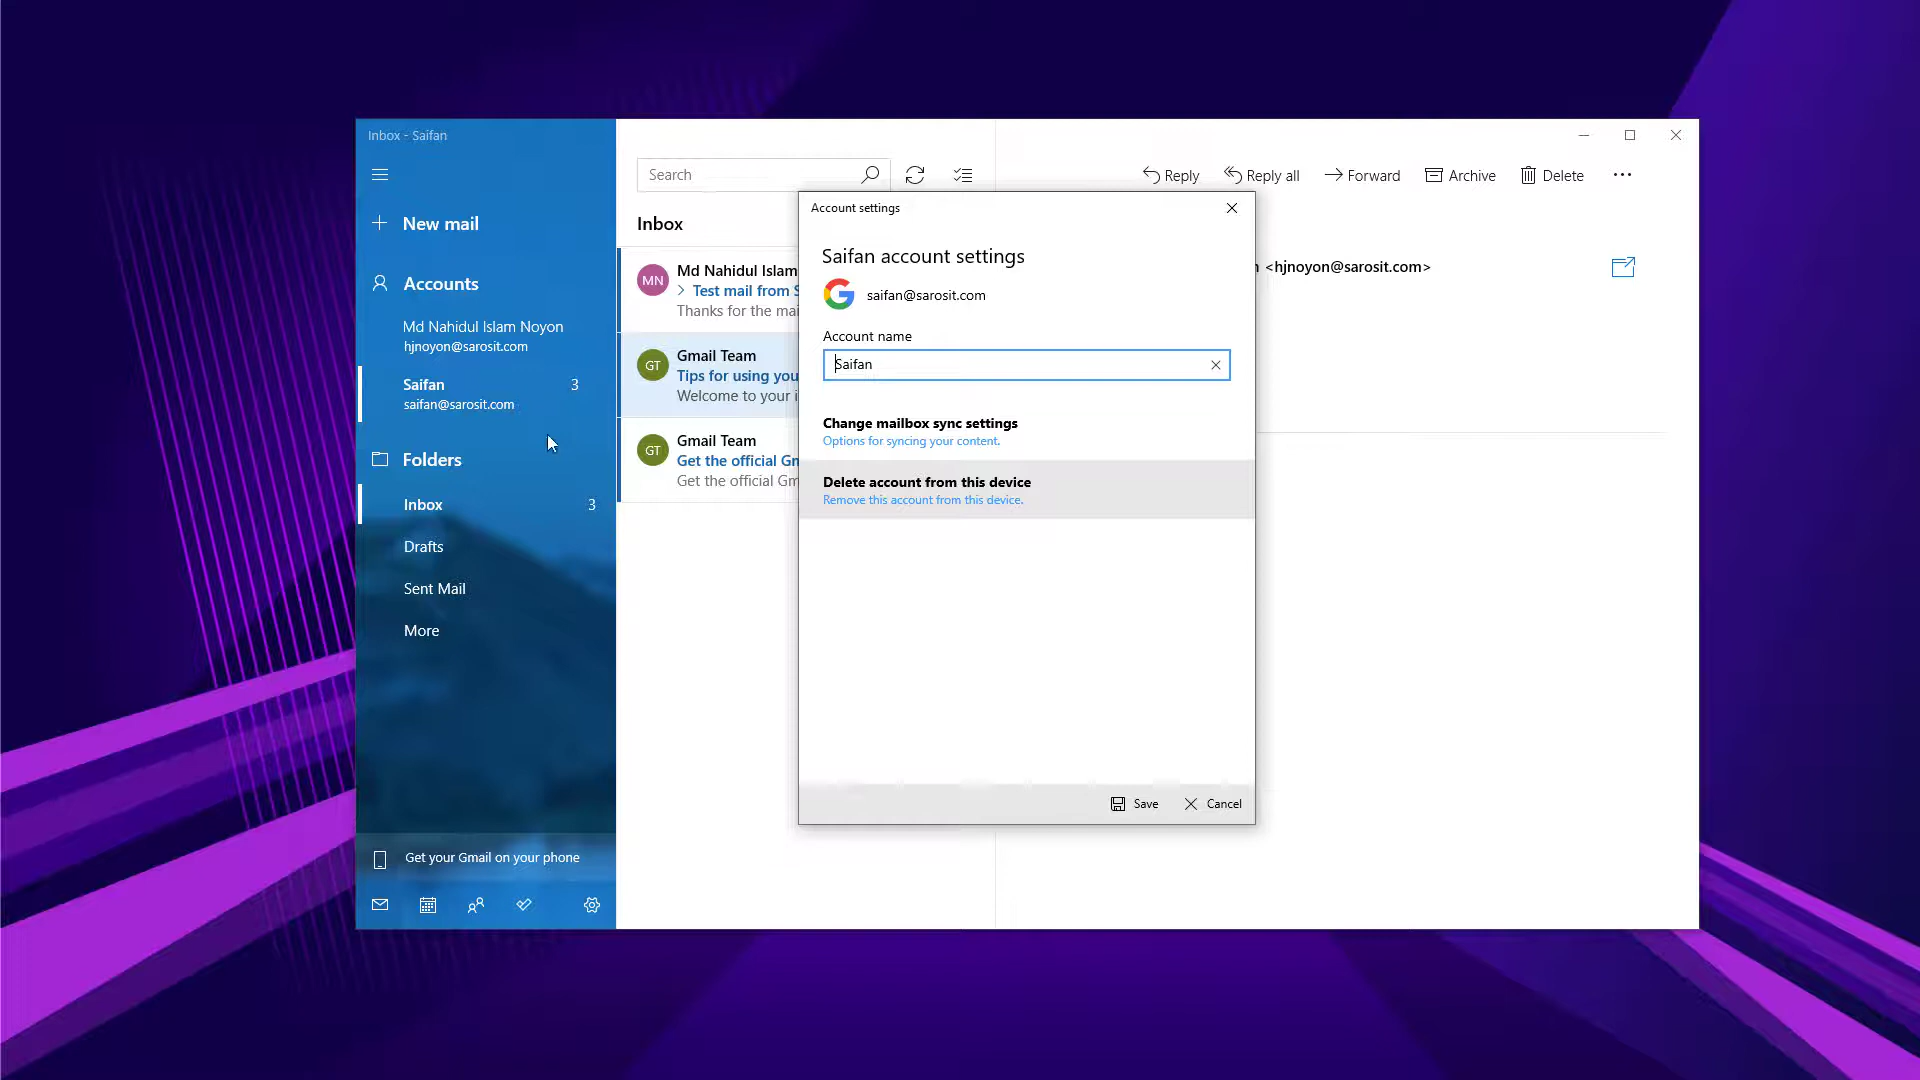 Inbox - Saifan
New mail
Accounts
Md Nahidul Islam Noyon
hjnoyon@sarosit.com
Saifan 3
saifan@sarosit.com
Folders
Inbox 3
Drafts
Sent Mail
More
Get your Gmail on your phone
Search
Inbox
MN Md Nahidul Islam
Test mail from S
Thanks for the mai
GT Gmail Team
Tips for using you
Welcome to your i
GT Gmail Team
Get the official Gm
Get the official Gm
Reply Reply all Forward Archive Delete
<hjnoyon@sarosit.com>
Account settings
Saifan account settings
saifan@sarosit.com
Account name
Saifan
Change mailbox sync settings
Options for syncing your content.
Delete account from this device
Remove this account from this device.
Save Cancel